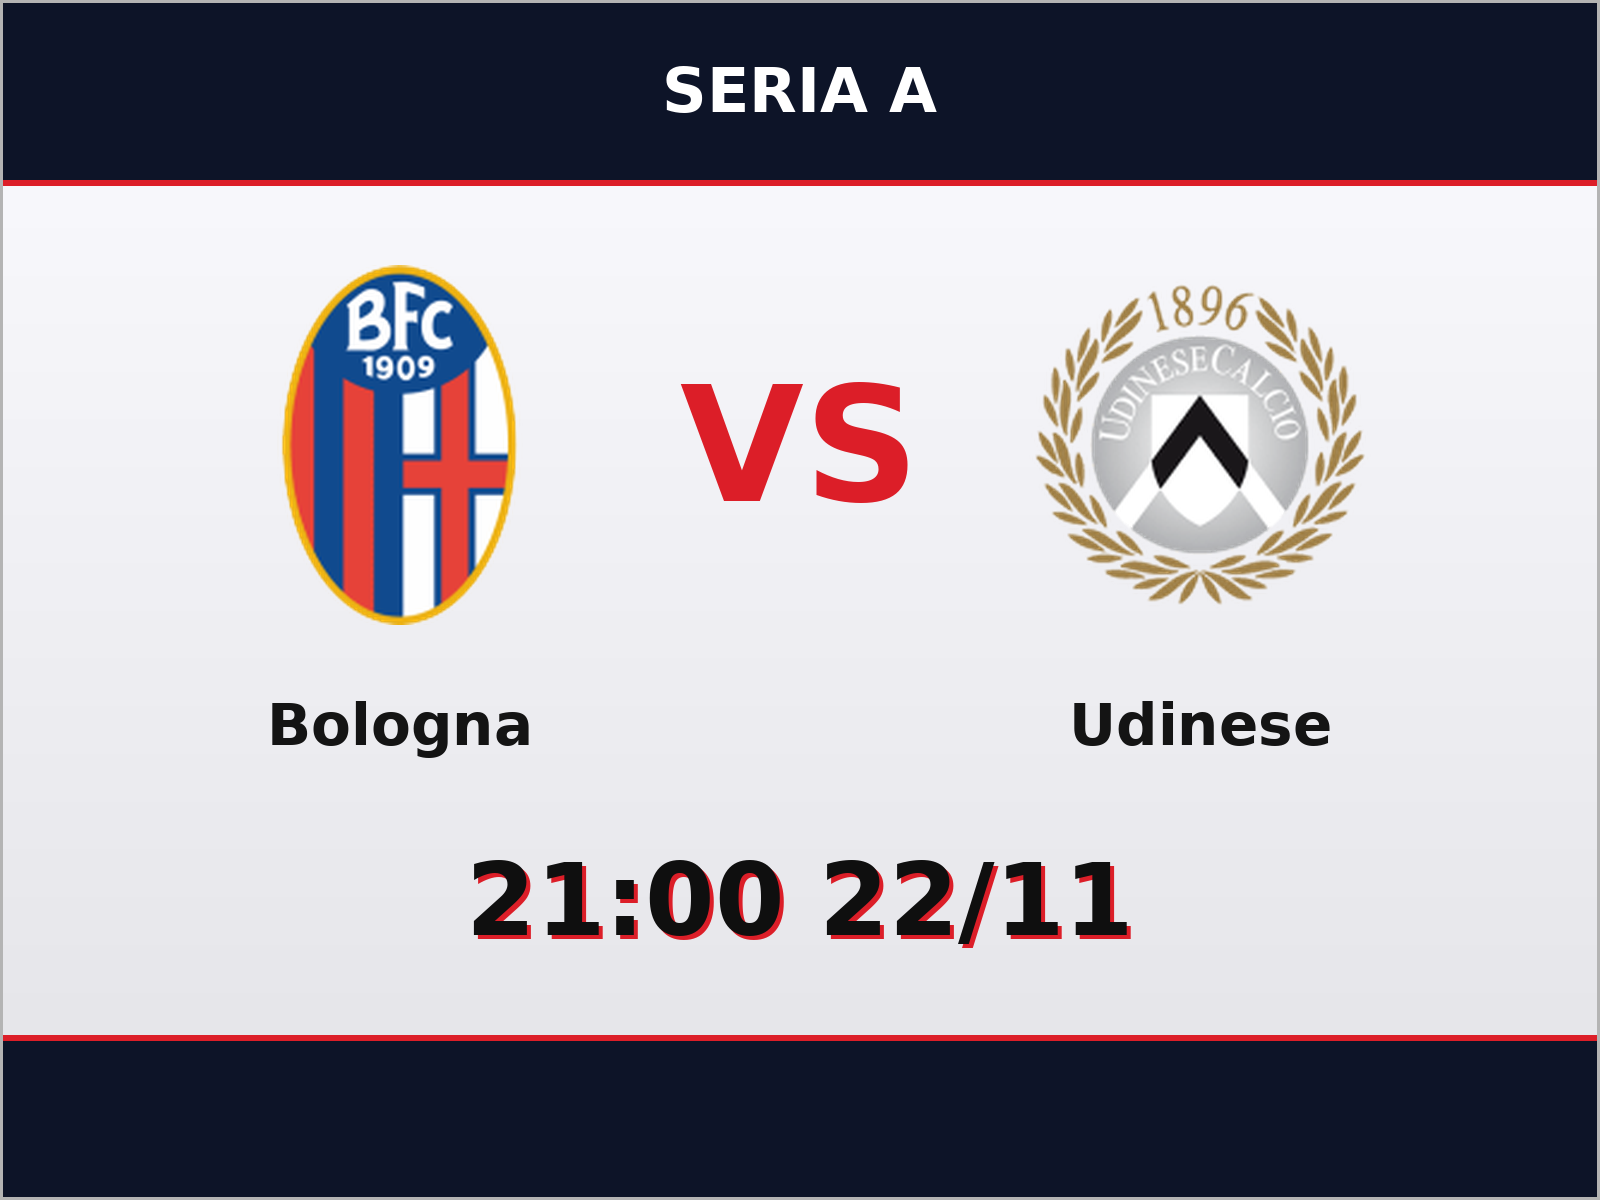 SERIA A
BFC
1909
VS
1896
UDINESE CALCIO
Bologna
Udinese
21:00 22/11